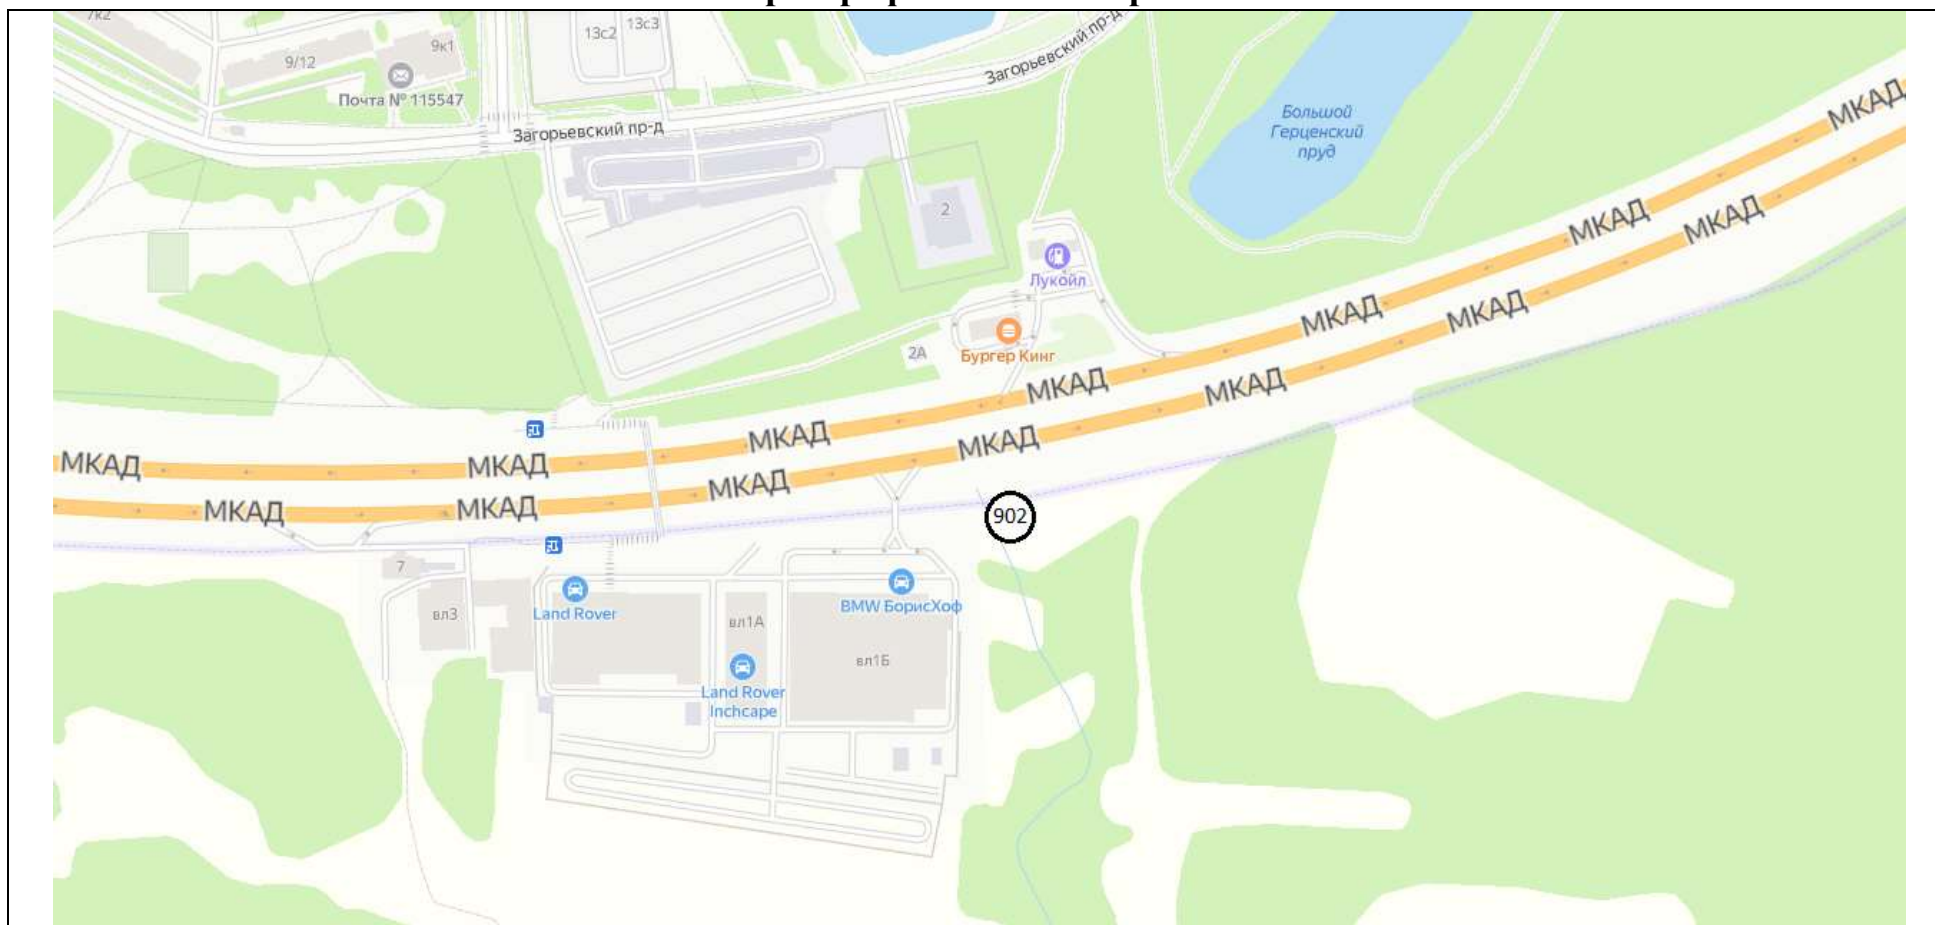 7к2
9/12
9к1
Почта № 115547
13с2
13с3
Загорьевский пр-д
Загорьевский пр-д
Большой
Герценский
пруд
МКАД
МКАД
МКАД
2
Лукойл
МКАД
МКАД
2А
Бургер Кинг
МКАД
МКАД
МКАД
МКАД
МКАД
МКАД
МКАД
МКАД
МКАД
902
7
вл3
Land Rover
вл1А
BMW БорисХоф
вл1Б
Land Rover
Inchcape